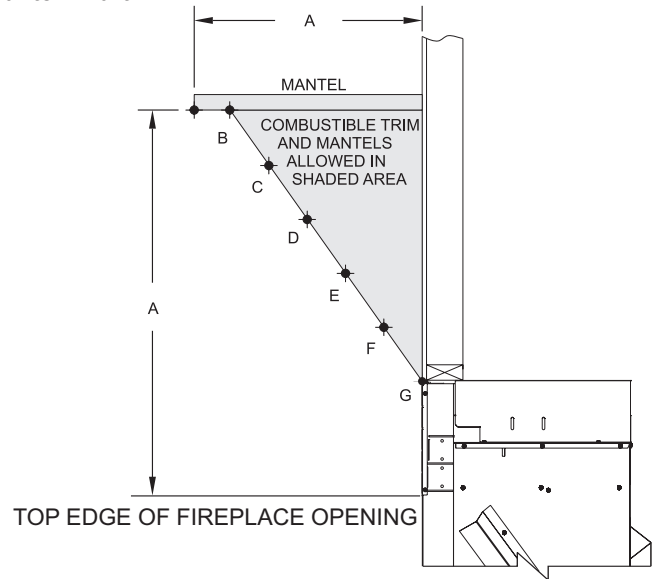 A
MANTEL
B
COMBUSTIBLE TRIM
AND MANTELS
ALLOWED IN
SHADED AREA
C
D
A
E
F
G
TOP EDGE OF FIREPLACE OPENING